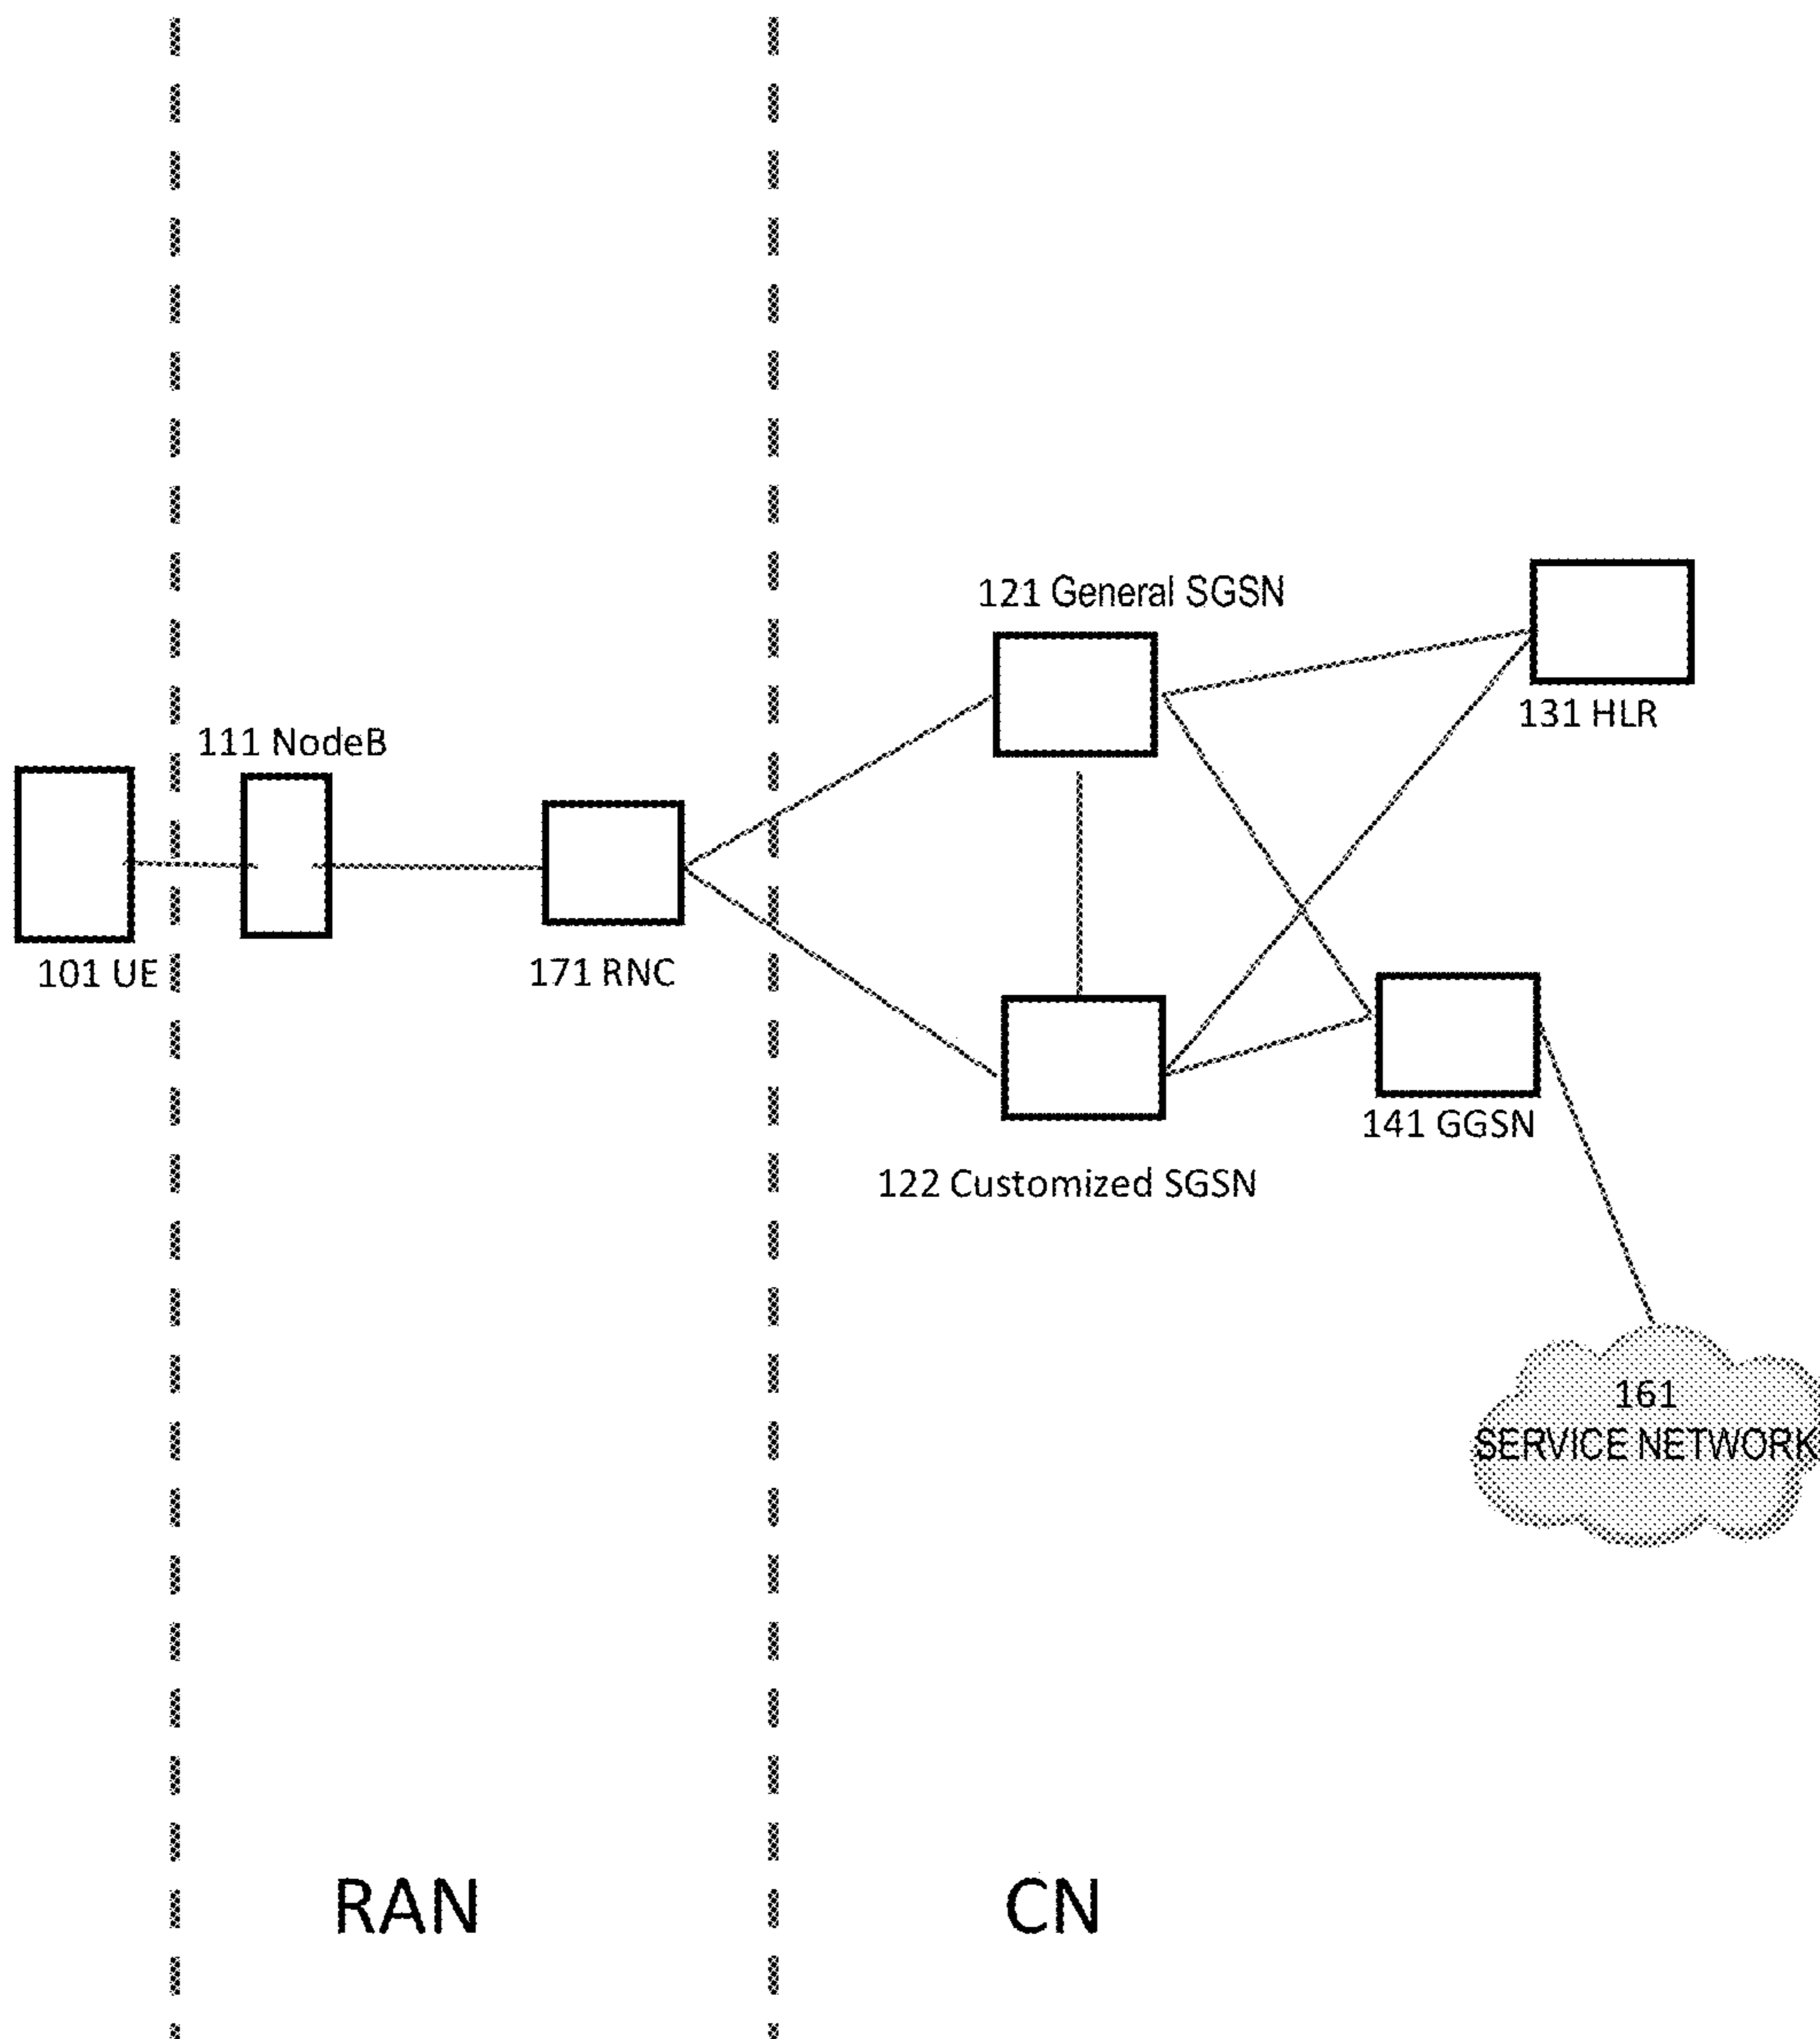 121 General SGSN
131 HLR
111 NodeB
101 UE
171 RNC
141 GGSN
122 Customized SGSN
161
SERVICE NETWORK
RAN
CN